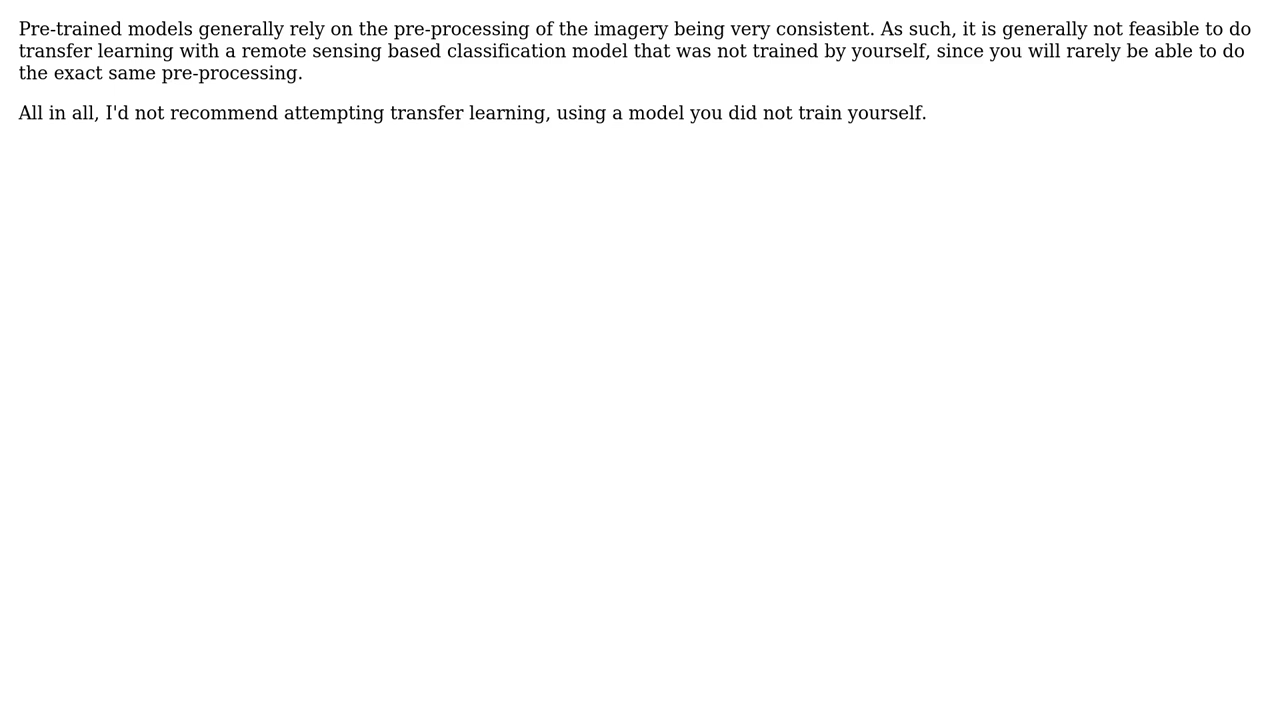 Pre-trained models generally rely on the pre-processing of the imagery being very consistent. As such, it is generally not feasible to do
transfer learning with a remote sensing based classification model that was not trained by yourself, since you will rarely be able to do
the exact same pre-processing.
All in all, I'd not recommend attempting transfer learning, using a model you did not train yourself.